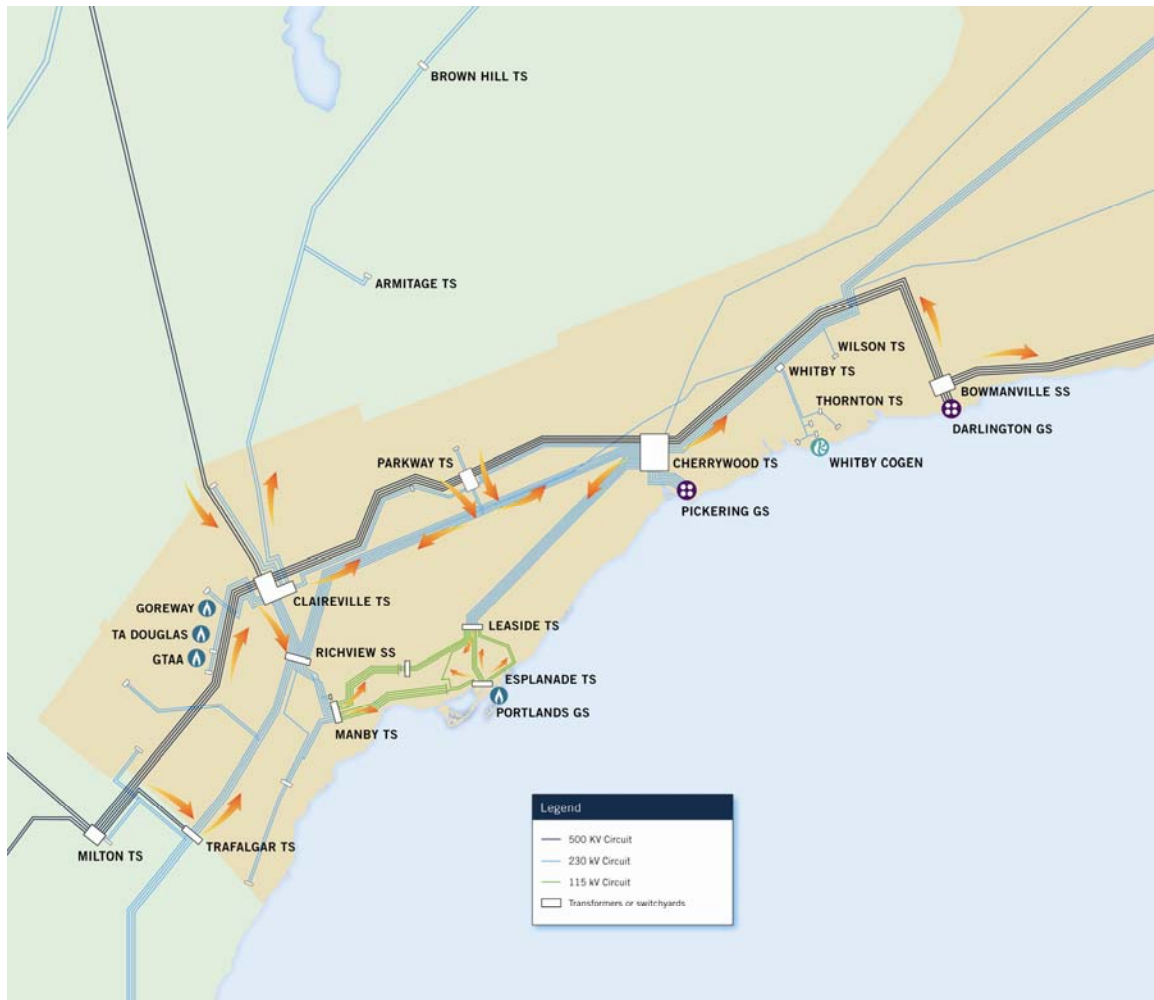 BROWN HILL TS
ARMITAGE TS
WILSON TS
WHITBY TS
BOWMANVILLE SS
THORNTON TS
DARLINGTON GS
PARKWAY TS
CHERRYWOOD TS
WHITBY COGEN
PICKERING GS
CLAIREVILLE TS
GOREWAY
LEASIDE TS
TA DOUGLAS
RICHVIEW SS
GTAA
ESPLANADE TS
PORTLANDS GS
MANBY TS
TRAFALGAR TS
MILTON TS
Legend
500 KV Circuit
230 kV Circuit
115 kV Circuit
Transformers or switchyards